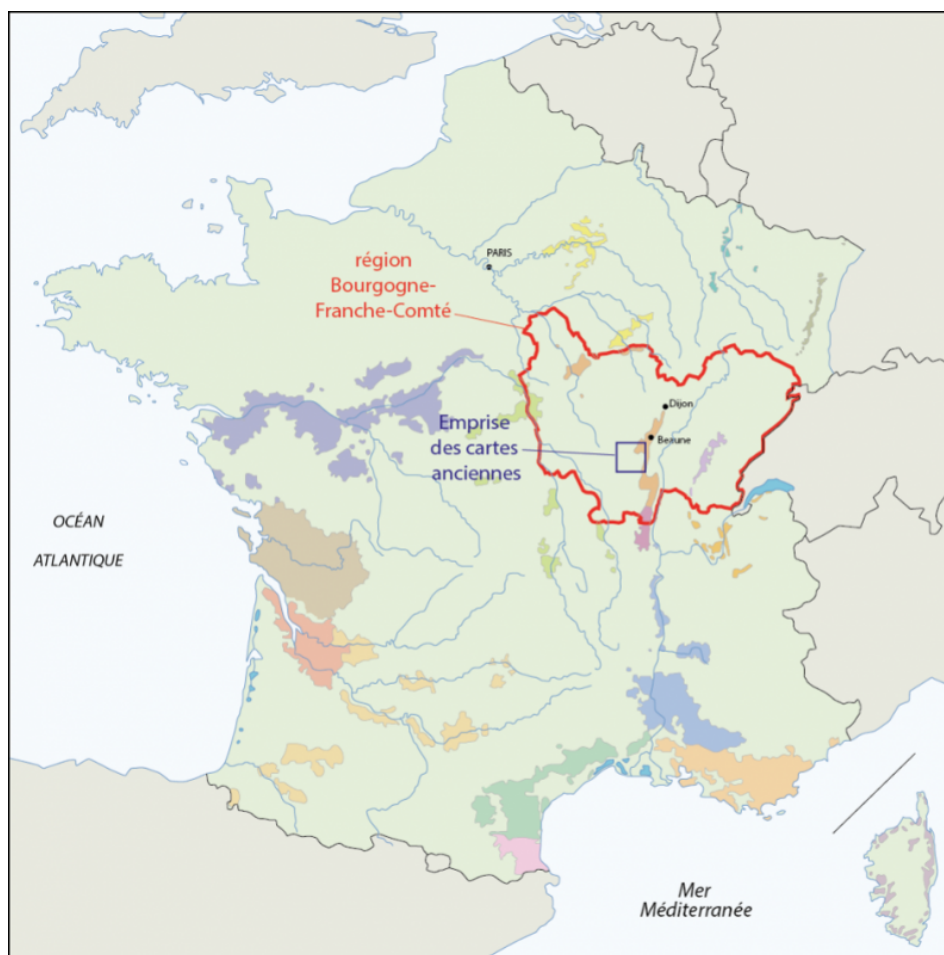 PARIS
région
Bourgogne-
Franche-Comté
Dijon
Beaune
Emprise
des cartes
anciennes
OCÉAN
ATLANTIQUE
Mer
Méditerranée